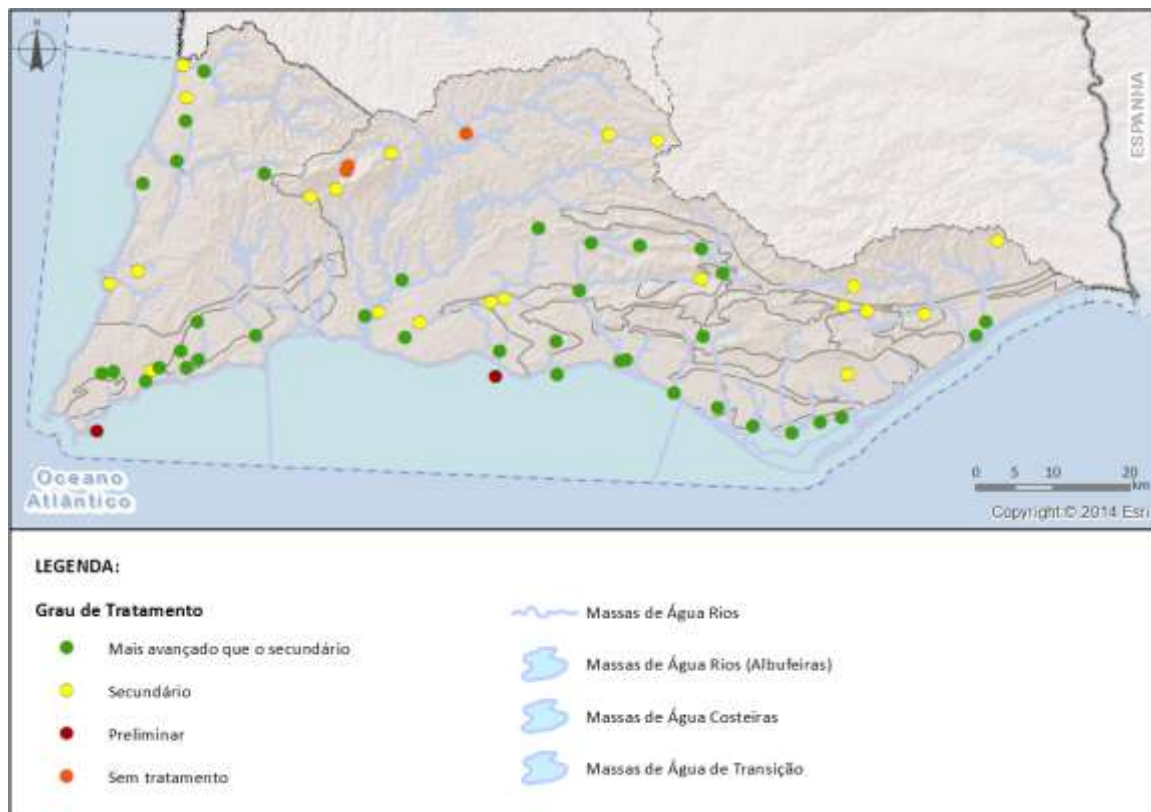 N
ESPANHA
Oceano
Atlântico
0 5 10 20
km
Copyright:© 2014 Esri
LEGENDA:
Grau de Tratamento
Mais avançado que o secundário
Secundário
Preliminar
Sem tratamento
Massas de Água Rios
Massas de Água Rios (Albufeiras)
Massas de Água Costeiras
Massas de Água de Transição